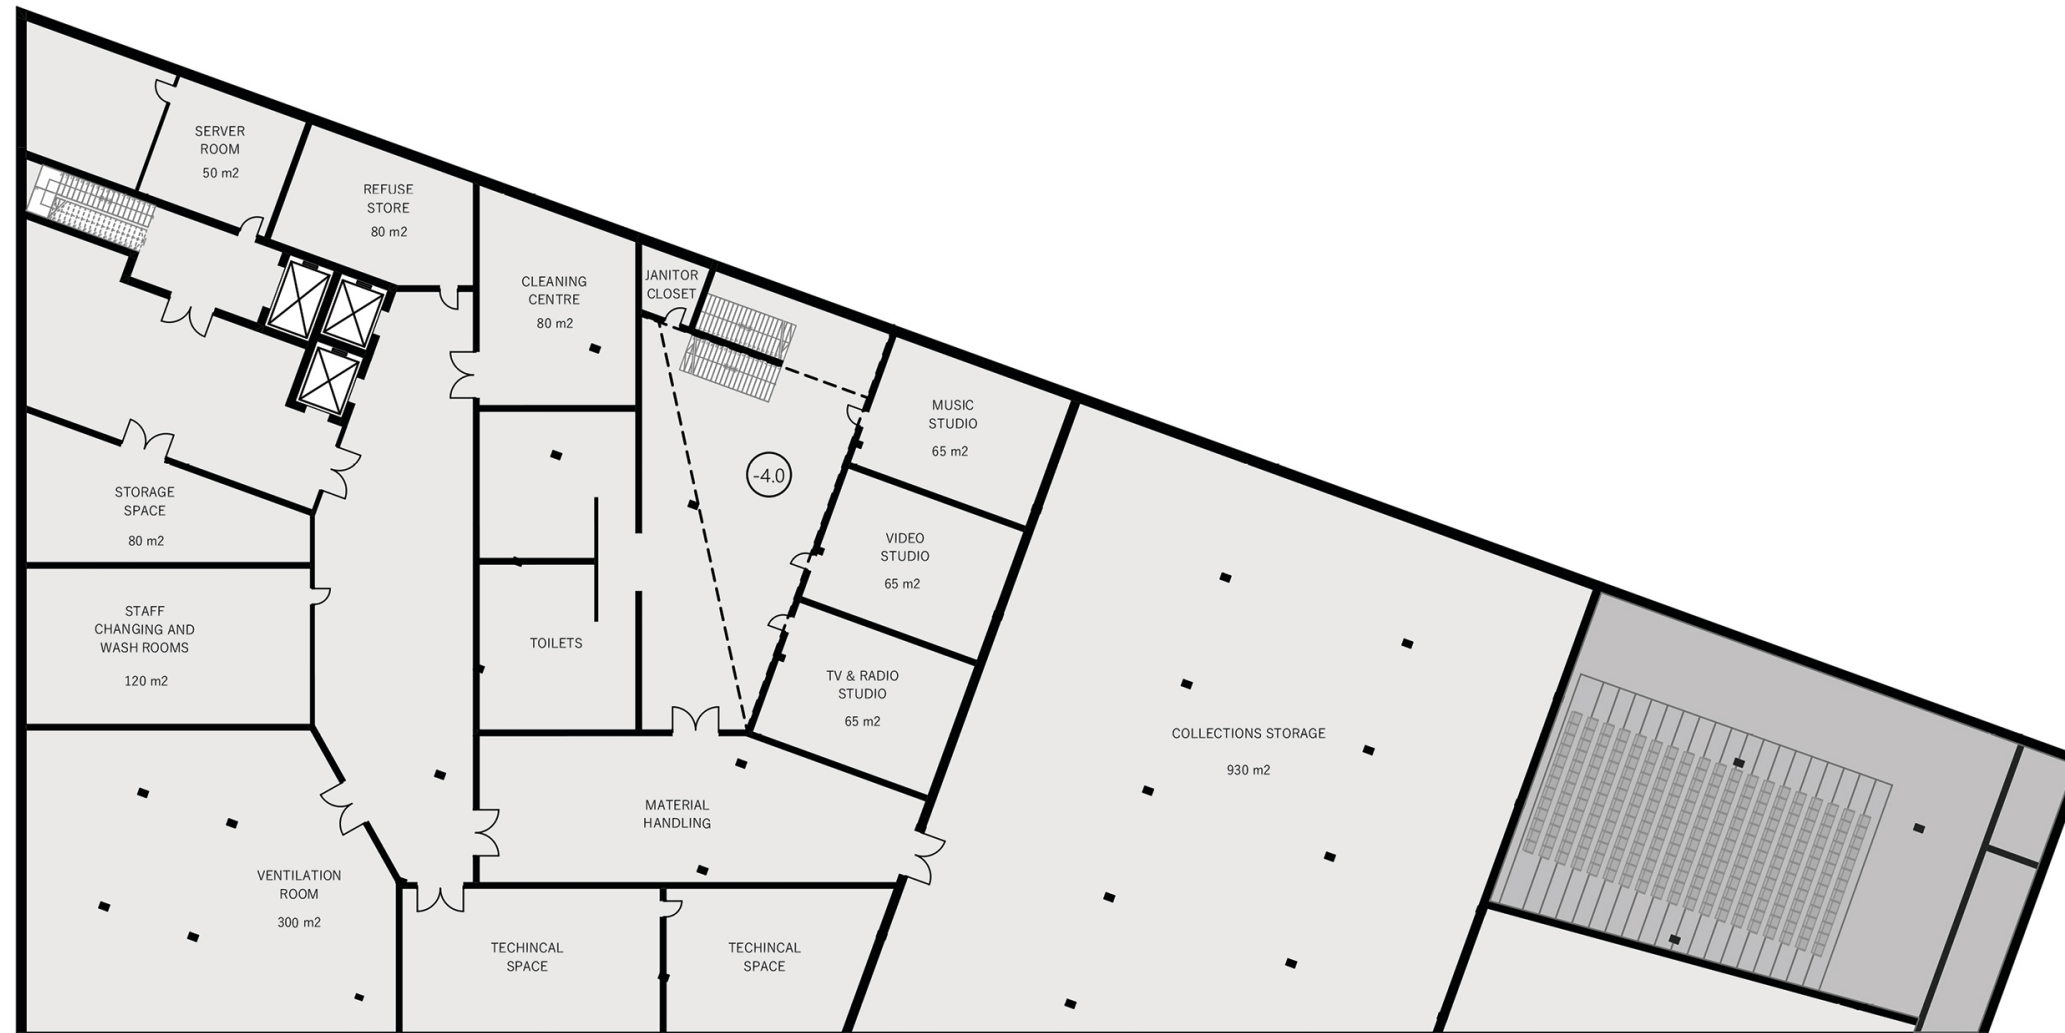 SERVER
ROOM
50 m2
REFUSE
STORE
80 m2
CLEANING
CENTRE
80 m2
JANITOR
CLOSET
MUSIC
STUDIO
65 m2
-4.0
STORAGE
SPACE
80 m2
VIDEO
STUDIO
65 m2
STAFF
CHANGING AND
WASH ROOMS
120 m2
TOILETS
TV & RADIO
STUDIO
65 m2
COLLECTIONS STORAGE
930 m2
MATERIAL
HANDLING
VENTILATION
ROOM
300 m2
TECHINCAL
SPACE
TECHINCAL
SPACE